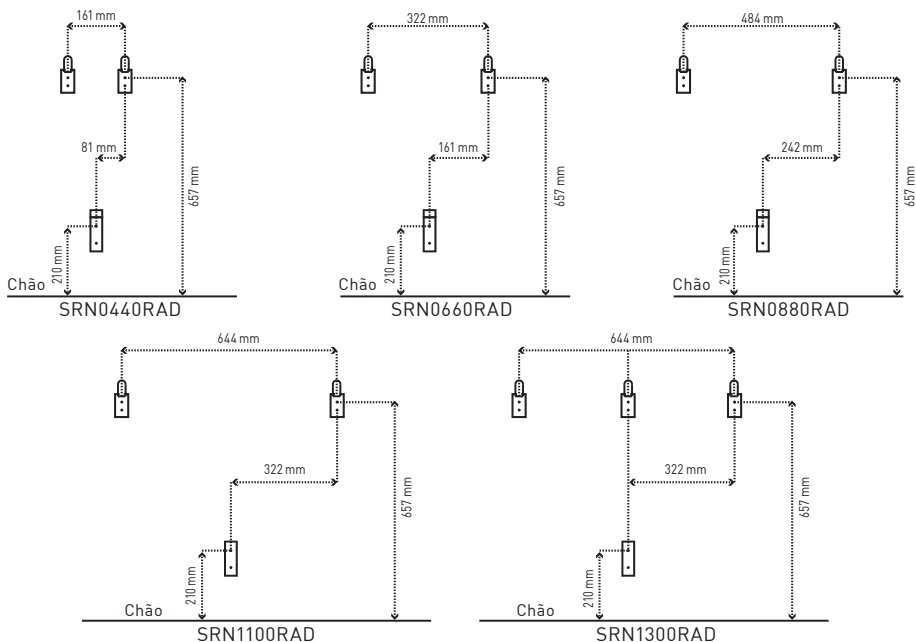 161 mm
81 mm
657 mm
210 mm
Chão
SRN0440RAD
322 mm
161 mm
657 mm
210 mm
Chão
SRN0660RAD
484 mm
242 mm
657 mm
210 mm
Chão
SRN0880RAD
644 mm
322 mm
657 mm
210 mm
Chão
SRN1100RAD
644 mm
322 mm
657 mm
210 mm
Chão
SRN1300RAD